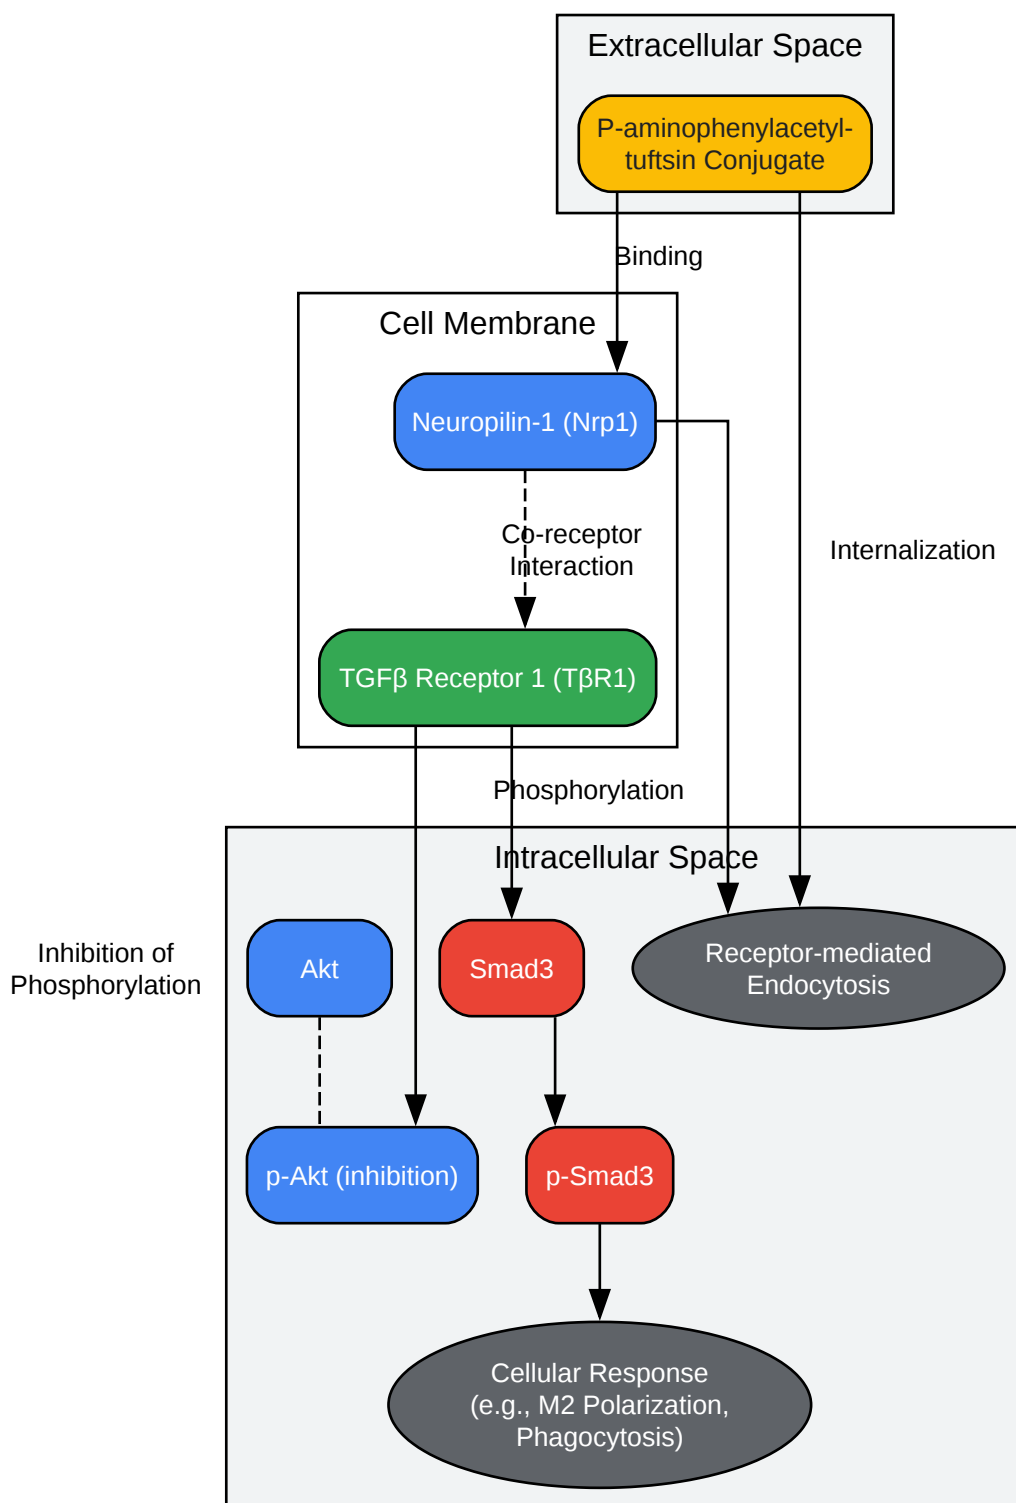 Extracellular Space
P-aminophenylacetyl-
tuftsin Conjugate
Binding
Cell Membrane
Neuropilin-1 (Nrp1)
Co-receptor
Interaction
Internalization
TGFβ Receptor 1 (TβR1)
Phosphorylation
Intracellular Space
Inhibition of
Phosphorylation
Akt
Smad3
Receptor-mediated
Endocytosis
p-Akt (inhibition)
p-Smad3
Cellular Response
(e.g., M2 Polarization,
Phagocytosis)